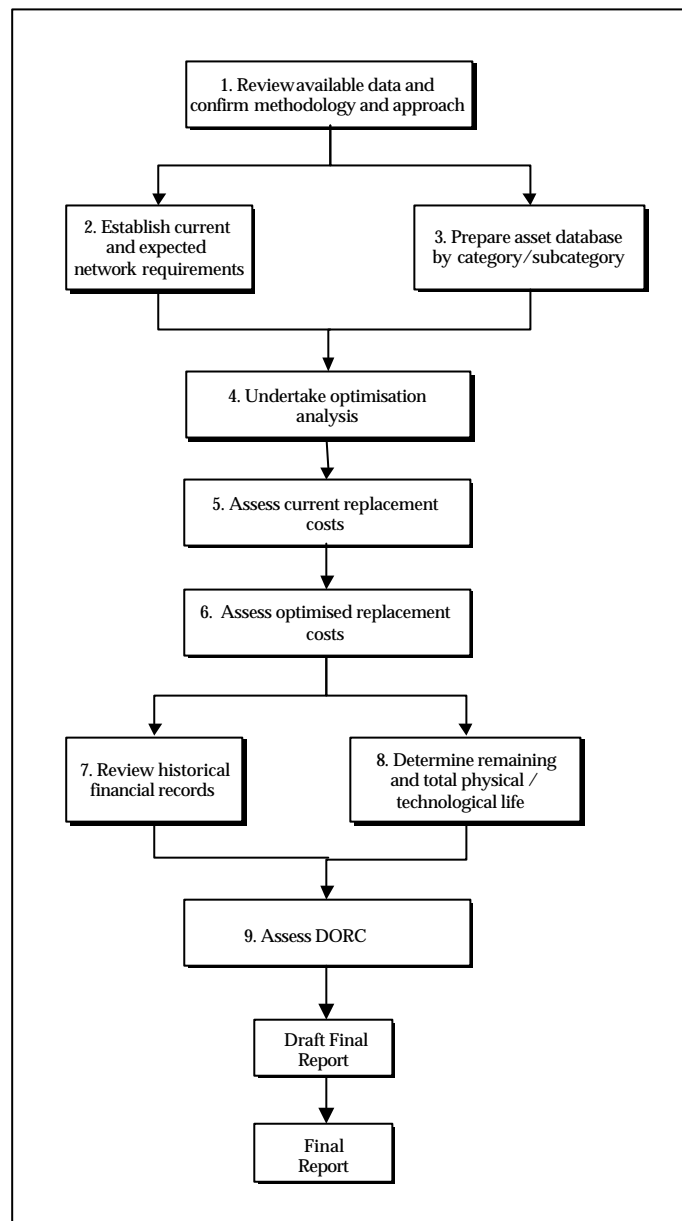 1. Review available data and
confirm methodology and approach
2. Establish current
and expected
network requirements
3. Prepare asset database
by category/subcategory
4. Undertake optimisation
analysis
5. Assess current replacement
costs
6. Assess optimised replacement
costs
7. Review historical
financial records
8. Determine remaining
and total physical /
technological life
9. Assess DORC
Draft Final
Report
Final
Report